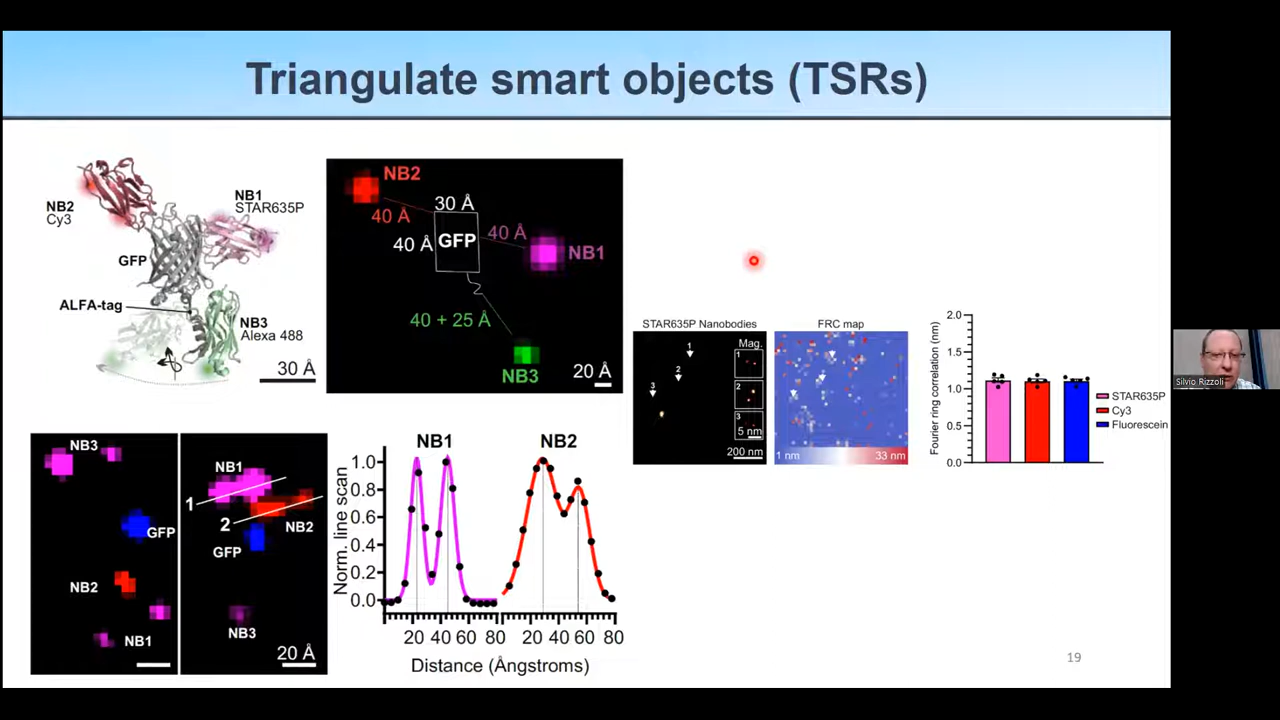 Triangulate smart objects (TSRs)
NB2
Cy3
NB1
STAR635P
GFP
ALFA-tag
NB3
Alexa 488
30 Å
NB2
30 Å
40 Å
40 Å
GFP
40 Å
NB1
40 + 25 Å
NB3
20 Å
STAR635P Nanobodies
Mag.
1
2
3
1
2
3
5 nm
200 nm
FRC map
1 nm
33 nm
Fourier ring correlation (nm)
2.0
1.5
1.0
0.5
0.0
STAR635P
Cy3
Fluorescein
Silvio Rizzoli
NB3
GFP
NB2
NB1
NB1
1
2
NB2
GFP
NB3
20 Å
NB1
NB2
Norm. line scan
1.0
0.8
0.6
0.4
0.2
0.0
20 40 60 80
20 40 60 80
Distance (Ångstroms)
19